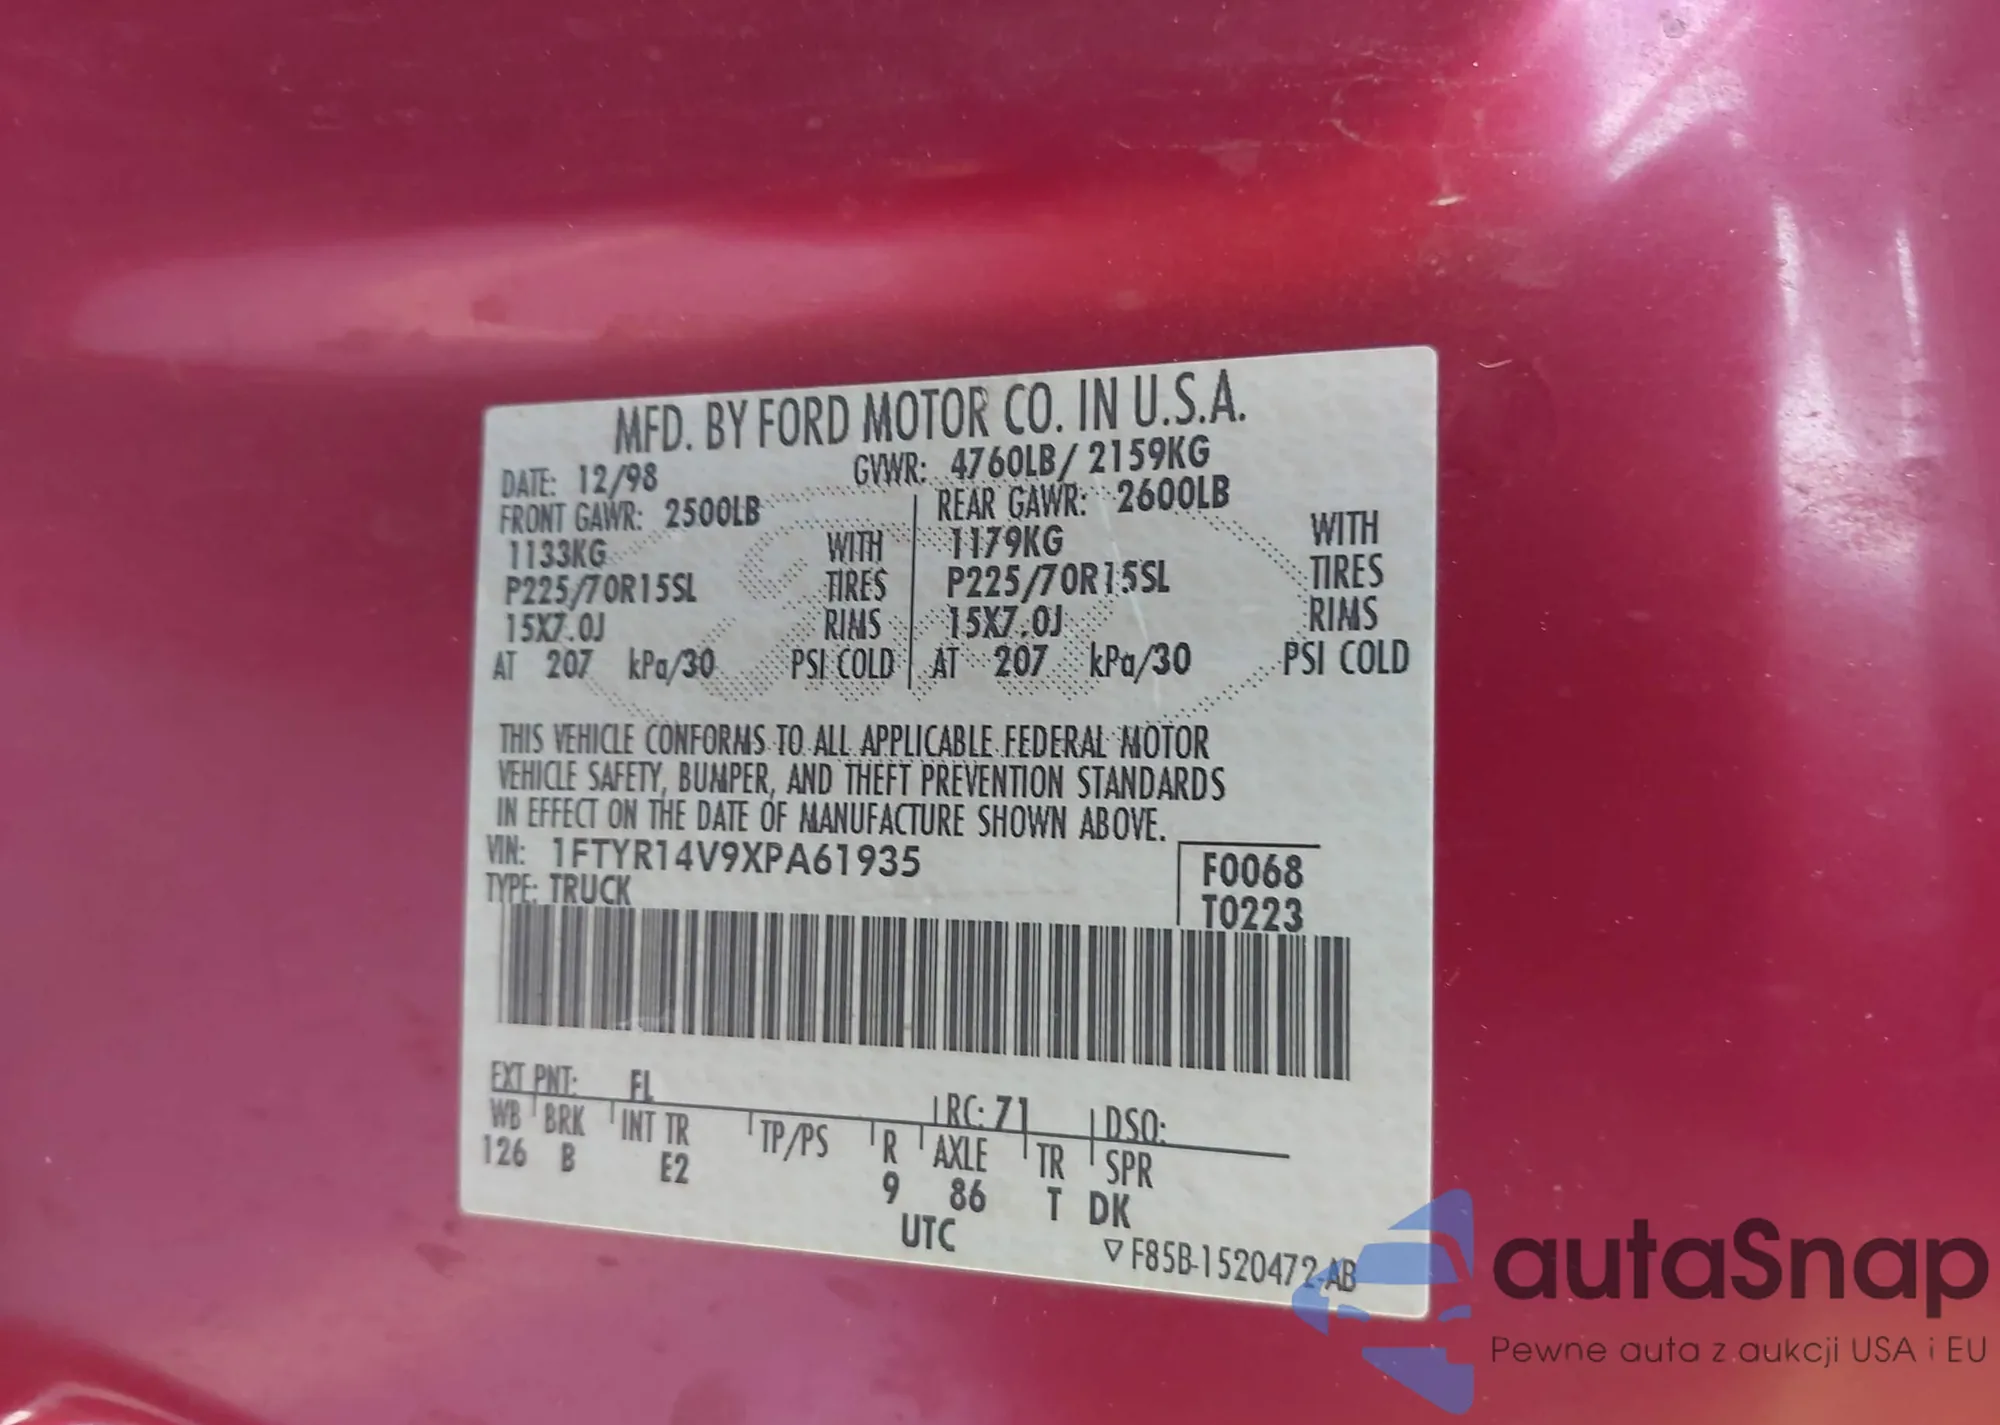 MFD. BY FORD MOTOR CO. IN U.S.A.
DATE: 12/98 GVWR: 4760LB/ 2159KG
FRONT GAWR: 2500LB REAR GAWR: 2600LB
1133KG WITH 1179KG WITH
P225/70R15SL TIRES P225/70R15SL TIRES
15X7.0J RIMS 15X7.0J RIMS
AT 207 kPa/30 PSI COLD AT 207 kPa/30 PSI COLD
THIS VEHICLE CONFORMS TO ALL APPLICABLE FEDERAL MOTOR
VEHICLE SAFETY, BUMPER, AND THEFT PREVENTION STANDARDS
IN EFFECT ON THE DATE OF MANUFACTURE SHOWN ABOVE.
VIN: 1FTYR14V9XPA61935 F0068
TYPE: TRUCK T0223
EXT PNT: FL RC: 71 DSO:
WB BRK INT TR TP/PS R AXLE TR SPR
126 B E2 9 86 T DK
UTC
▽ F85B-1520472-AB
autaSnap
Pewne auta z aukcji USA i EU